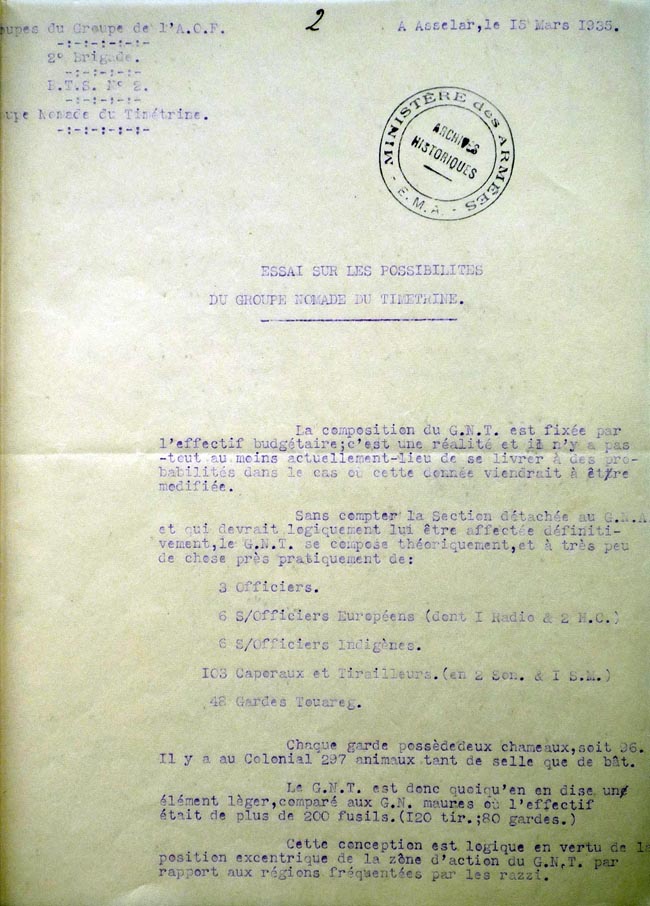 oupes du Groupe de l'A.O.F.
-:-:-:-:-:-
2° Brigade.
-:-:-:-:-
B.T.S. N° 2.
-:-:-:-:-
oupe Nomade du Timétrine.
-:-:-:-:-:-
2
A Asselar, le 15 Mars 1935.
MINISTÈRE des ARMÉES
ARCHIVES
HISTORIQUES
- E.M.A. -
ESSAI SUR LES POSSIBILITES
DU GROUPE NOMADE DU TIMETRINE.
La composition du G.N.T. est fixée par
l'effectif budgétaire;c'est une réalité et il n'y a pas
-tout au moins actuellement-lieu de se livrer à des pro-
babilités dans le cas où cette donnée viendrait à être
modifiée.
Sans compter la Section détachée au G.N.A
et qui devrait logiquement lui être affectée définiti-
vement,le G.N.T. se compose théoriquement,et à très peu
de chose près pratiquement de:
3 Officiers.
6 S/Officiers Européens (dont I Radio & 2 H.C.)
6 S/Officiers Indigènes.
103 Caporaux et Tirailleurs.(en 2 Son. & I S.M.)
48 Gardes Touareg.
Chaque garde possèdedeux chameaux,soit 96.
Il y a au Colonial 297 animaux tant de selle que de bât.
Le G.N.T. est donc quoiqu'en en dise un
élément lèger,comparé aux G.N. maures où l'effectif
était de plus de 200 fusils.(I20 tir.;80 gardes.)
Cette conception est logique en vertu de la
position excentrique de la zône d'action du G.N.T. par
rapport aux régions fréquentées par les razzi.